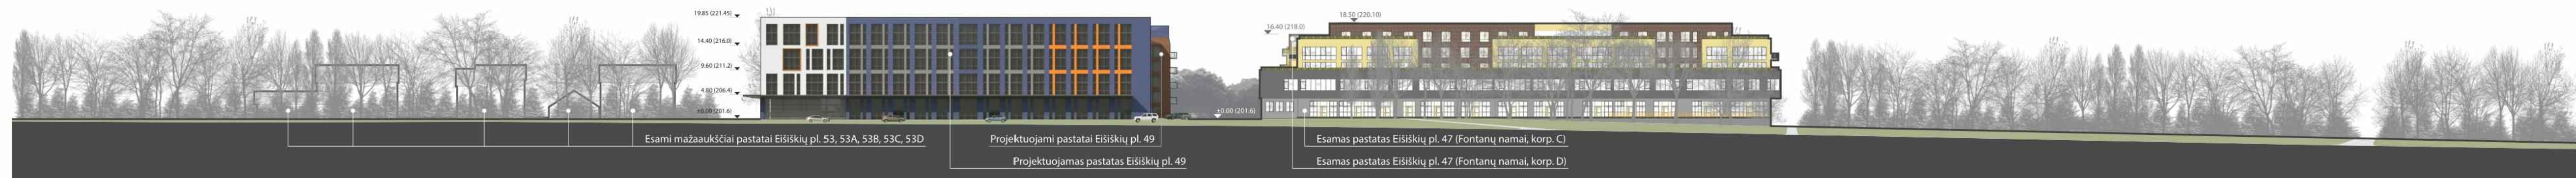 19.85 (221.45)
14.40 (216.0)
9.60 (211.2)
4.80 (206.4)
±0.00 (201.6)
16.40 (218.0)
18.50 (220.10)
±0.00 (201.6)
Esami mažaaukščiai pastatai Eišiškių pl. 53, 53A, 53B, 53C, 53D
Projektuojami pastatai Eišiškių pl. 49
Projektuojamas pastatas Eišiškių pl. 49
Esamas pastatas Eišiškių pl. 47 (Fontanų namai, korp. C)
Esamas pastatas Eišiškių pl. 47 (Fontanų namai, korp. D)